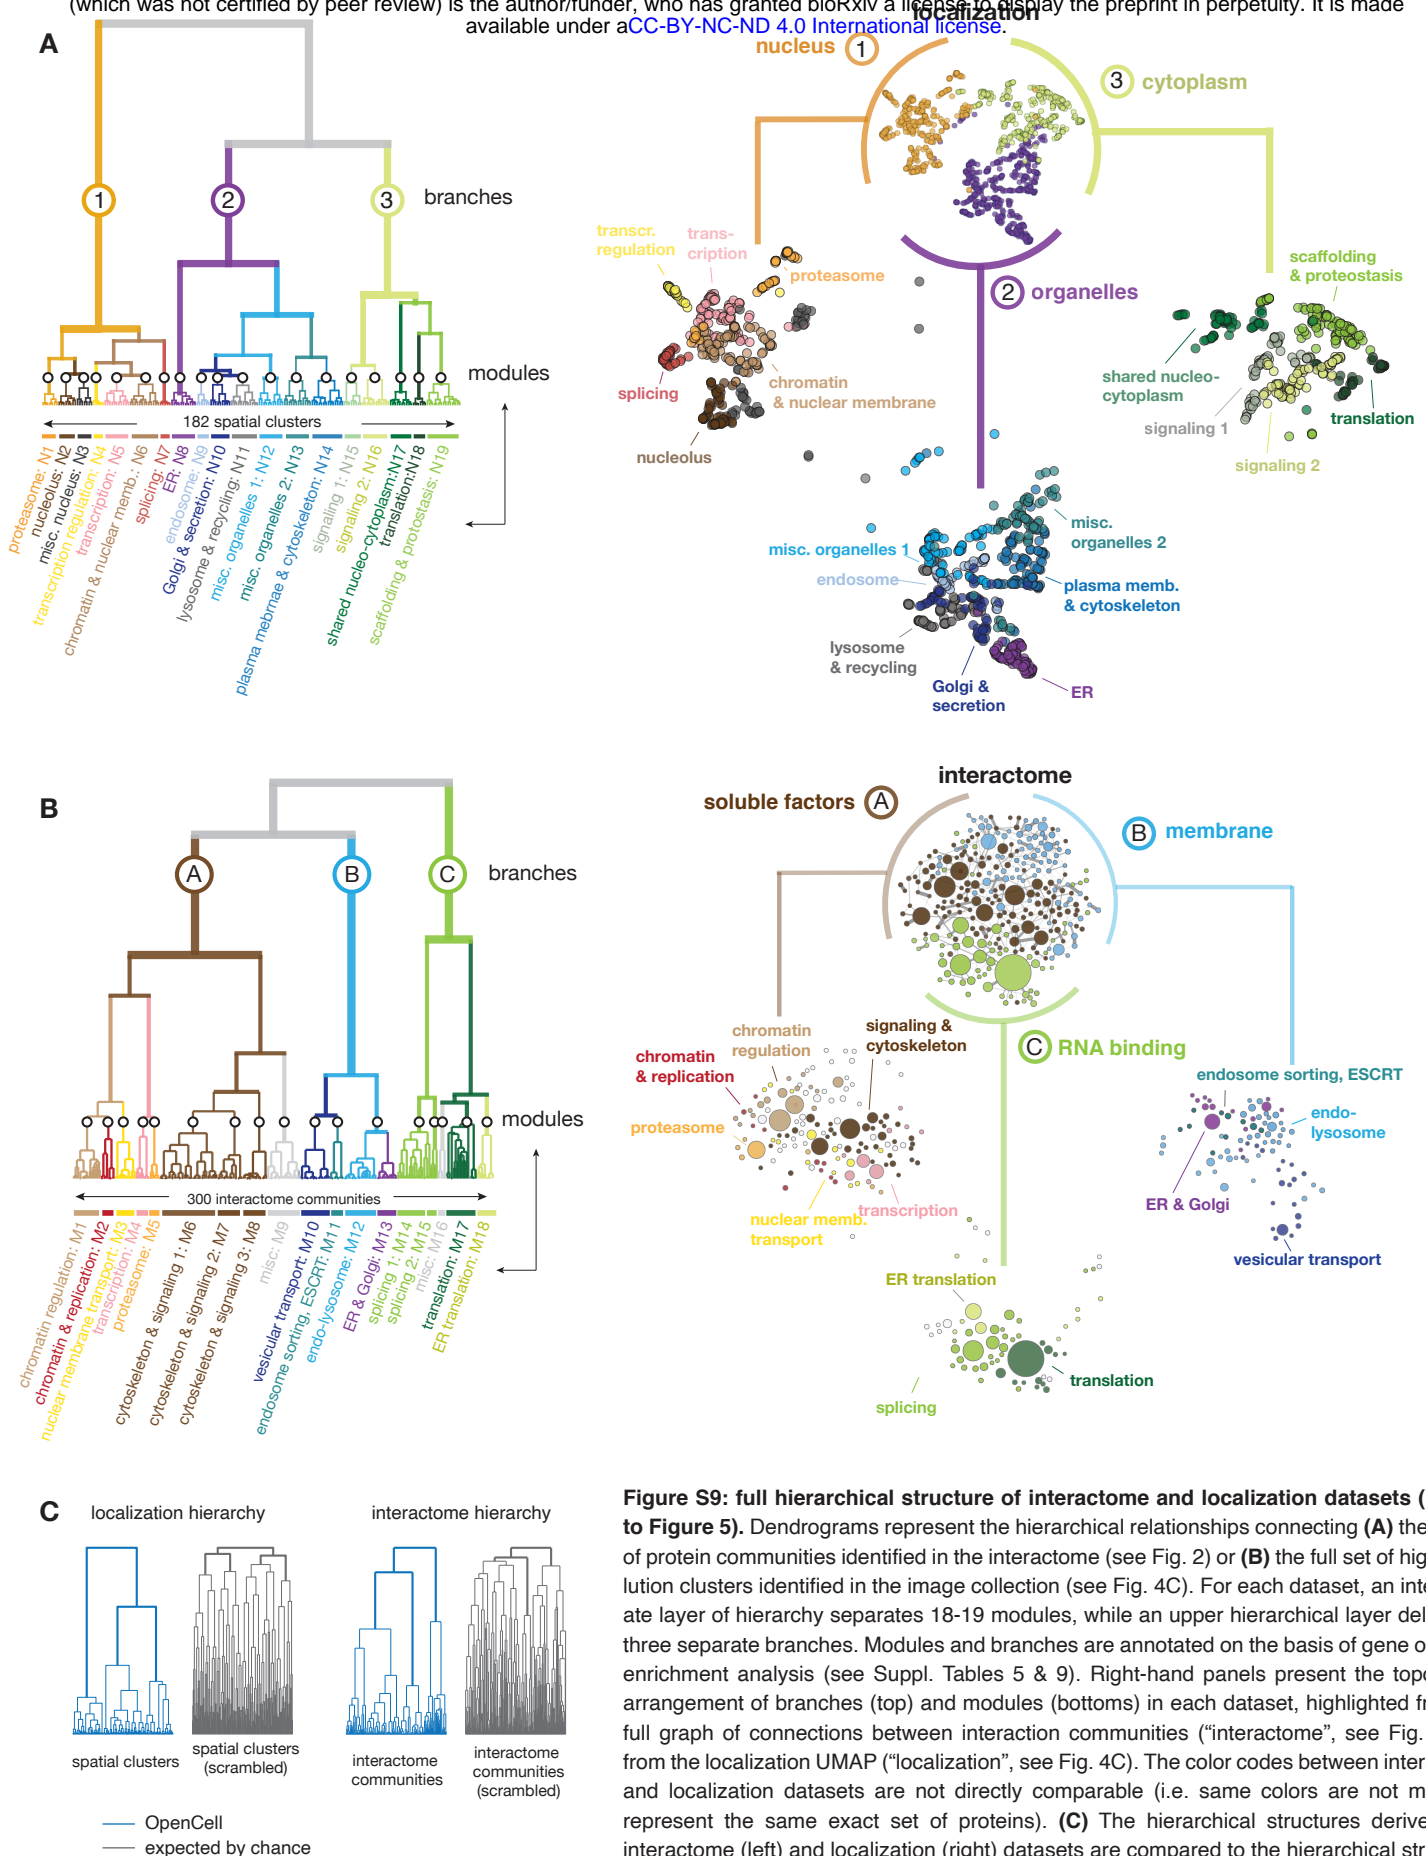 (which was not certified by peer review) is the author/funder, who has granted bioRxiv a license to display the preprint in perpetuity. It is made
available under aCC-BY-NC-ND 4.0 International license.
A
localization
nucleus 1
3 cytoplasm
1
2
3
branches
modules
182 spatial clusters
proteasome: N1
nucleolus: N2
misc. nucleus: N3
transcription regulation: N4
transcription: N5
chromatin & nuclear memb.: N6
splicing: N7
ER: N8
endosome: N9
Golgi & secretion: N10
lysosome & recycling: N11
misc. organelles 1: N12
misc. organelles 2: N13
plasma mebrnae & cytoskeleton: N14
signaling 1: N15
signaling 2: N16
shared nucleo-cytoplasm:N17
translation:N18
scaffolding & protostasis: N19
transcr.
regulation
trans-
cription
proteasome
splicing
chromatin
& nuclear membrane
nucleolus
2 organelles
scaffolding
& proteostasis
shared nucleo-
cytoplasm
signaling 1
translation
signaling 2
misc. organelles 1
endosome
misc.
organelles 2
plasma memb.
& cytoskeleton
lysosome
& recycling
Golgi &
secretion
ER
B
interactome
soluble factors A
B membrane
A
B
C
branches
modules
300 interactome communities
chromatin regulation: M1
chromatin & replication: M2
nuclear membrane transport: M3
transcription: M4
proteasome: M5
cytoskeleton & signaling 1: M6
cytoskeleton & signaling 2: M7
cytoskeleton & signaling 3: M8
misc: M9
vesicular transport: M10
endosome sorting, ESCRT: M11
endo-lysosome: M12
ER & Golgi: M13
splicing 1: M14
splicing 2: M15
misc: M16
translation: M17
ER translation: M18
chromatin
regulation
signaling &
cytoskeleton
chromatin
& replication
proteasome
nuclear memb.
transport
transcription
C RNA binding
endosome sorting, ESCRT
endo-
lysosome
ER & Golgi
vesicular transport
ER translation
translation
splicing
C
localization hierarchy
interactome hierarchy
spatial clusters
spatial clusters
(scrambled)
interactome
communities
interactome
communities
(scrambled)
OpenCell
expected by chance
Figure S9: full hierarchical structure of interactome and localization datasets (
to Figure 5). Dendrograms represent the hierarchical relationships connecting (A) the
of protein communities identified in the interactome (see Fig. 2) or (B) the full set of hig
lution clusters identified in the image collection (see Fig. 4C). For each dataset, an inte
ate layer of hierarchy separates 18-19 modules, while an upper hierarchical layer del
three separate branches. Modules and branches are annotated on the basis of gene o
enrichment analysis (see Suppl. Tables 5 & 9). Right-hand panels present the topo
arrangement of branches (top) and modules (bottoms) in each dataset, highlighted f
full graph of connections between interaction communities (“interactome”, see Fig.
from the localization UMAP (“localization”, see Fig. 4C). The color codes between inter
and localization datasets are not directly comparable (i.e. same colors are not m
represent the same exact set of proteins). (C) The hierarchical structures derive
interactome (left) and localization (right) datasets are compared to the hierarchical str